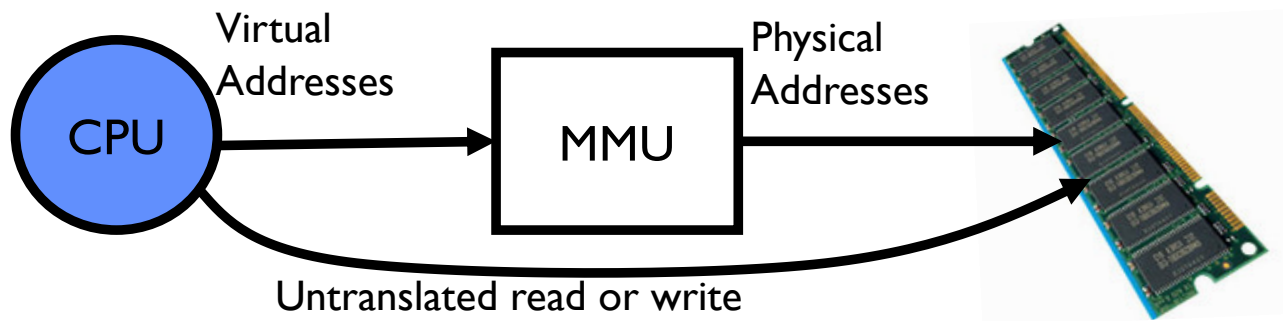 Virtual
Addresses
Physical
Addresses
CPU
MMU
Untranslated read or write